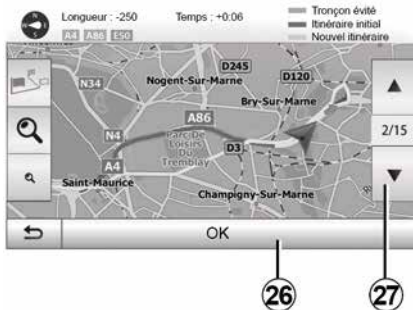 Longueur : -250 Temps : +0:06
A4 A86 E50
Tronçon évité
Itinéraire initial
Nouvel itinéraire
D245
D120
N34
Nogent-Sur-Marne
Bry-Sur-Marne
A86
2/15
N4
Parc De
Loisirs
Du
Tremblay
D3
A4
Saint-Maurice
Champigny-Sur-Marne
OK
26
27